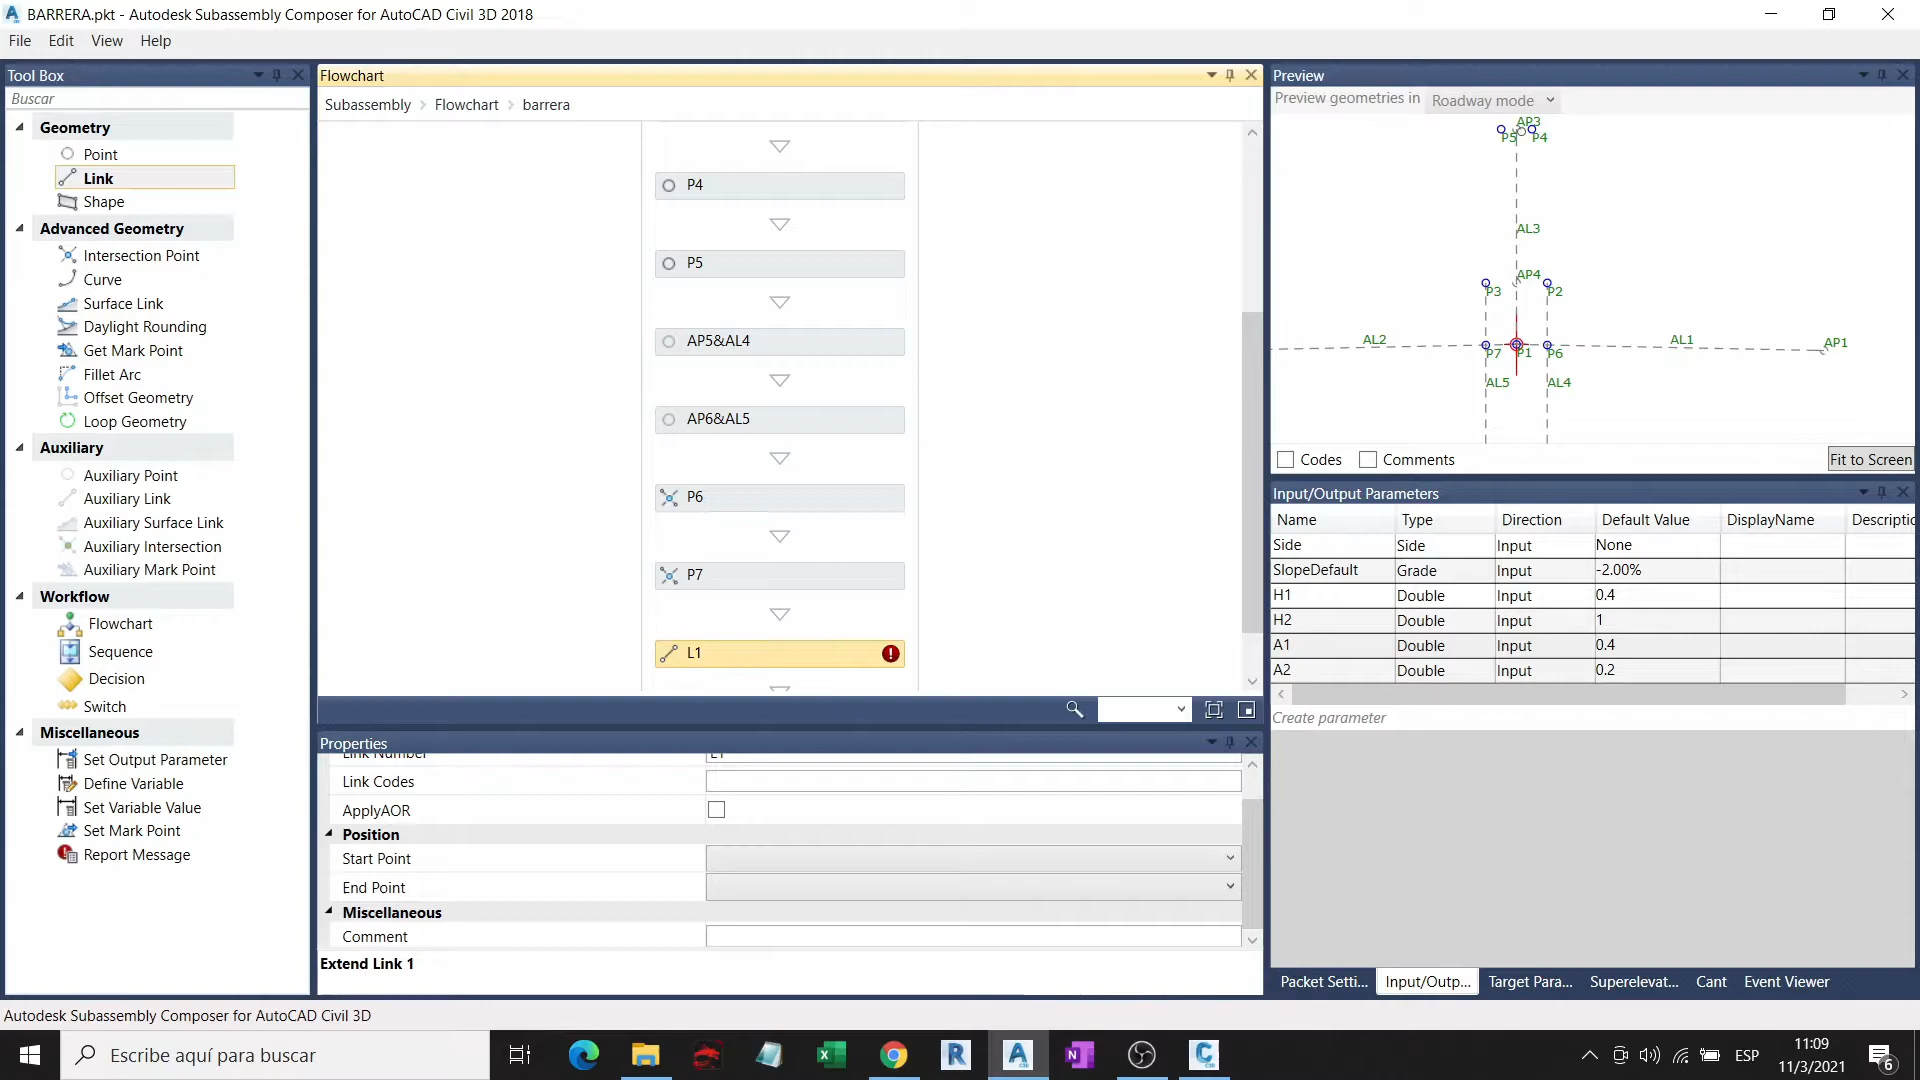 BARRERA.pkt - Autodesk Subassembly Composer for AutoCAD Civil 3D 2018
File Edit View Help
Tool Box
Buscar
Geometry
Point
Link
Shape
Advanced Geometry
Intersection Point
Curve
Surface Link
Daylight Rounding
Get Mark Point
Fillet Arc
Offset Geometry
Loop Geometry
Auxiliary
Auxiliary Point
Auxiliary Link
Auxiliary Surface Link
Auxiliary Intersection
Auxiliary Mark Point
Workflow
Flowchart
Sequence
Decision
Switch
Miscellaneous
Set Output Parameter
Define Variable
Set Variable Value
Set Mark Point
Report Message
Flowchart
Subassembly > Flowchart > barrera
P4
P5
AP5&AL4
AP6&AL5
P6
P7
L1
Properties
Link Number L1
Link Codes
ApplyAOR
Position
Start Point
End Point
Miscellaneous
Comment
Extend Link 1
Preview
Preview geometries in Roadway mode
AP3
P5 P4
AL3
AP4
P3 P2
AL2 AL1 AP1
P7 P1 P6
AL5 AL4
Codes Comments Fit to Screen
Input/Output Parameters
Name Type Direction Default Value DisplayName Descriptic
Side Side Input None
SlopeDefault Grade Input -2.00%
H1 Double Input 0.4
H2 Double Input 1
A1 Double Input 0.4
A2 Double Input 0.2
Create parameter
Packet Setti... Input/Outp... Target Para... Superelevat... Cant Event Viewer
Autodesk Subassembly Composer for AutoCAD Civil 3D
Escribe aquí para buscar
ESP
11:09
11/3/2021
6